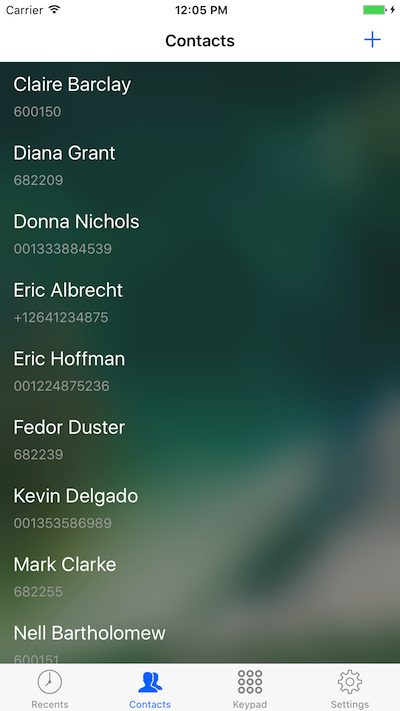 Carrier 12:05 PM
Contacts +
Claire Barclay
600150
Diana Grant
682209
Donna Nichols
001333884539
Eric Albrecht
+12641234875
Eric Hoffman
001224875236
Fedor Duster
682239
Kevin Delgado
001353586989
Mark Clarke
682255
Nell Bartholomew
600151
Recents Contacts Keypad Settings